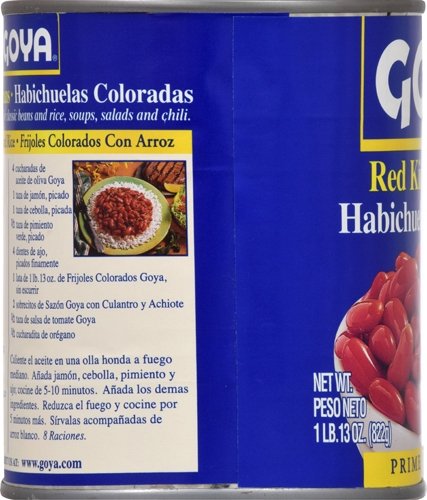 GOYA®
Habichuelas Coloradas
beans and rice, soups, salads and chili.
Rice • Frijoles Colorados Con Arroz
4 cucharadas de
aceite de oliva Goya
taza de jamón, picado
taza de cebolla, picada
taza de pimiento
verde, picado
4 dientes de ajo,
picados finamente
lata de 1 lb. 13 oz. de Frijoles Colorados Goya,
sin escurrir
sobrecitos de Sazón Goya con Culantro y Achiote
taza de salsa de tomate Goya
cucharadita de orégano
Caliente el aceite en una olla honda a fuego
mediano. Añada jamón, cebolla, pimiento y
ajo; cocine de 5-10 minutos. Añada los demas
ingredientes. Reduzca el fuego y cocine por
5 minutos más. Sírvalas acompañadas de
arroz blanco. 8 Raciones.
AT: www.goya.com
GO
Red Ki
Habichue
NET WT.
PESO NETO
1 LB.13 OZ. (822g)
PRIME